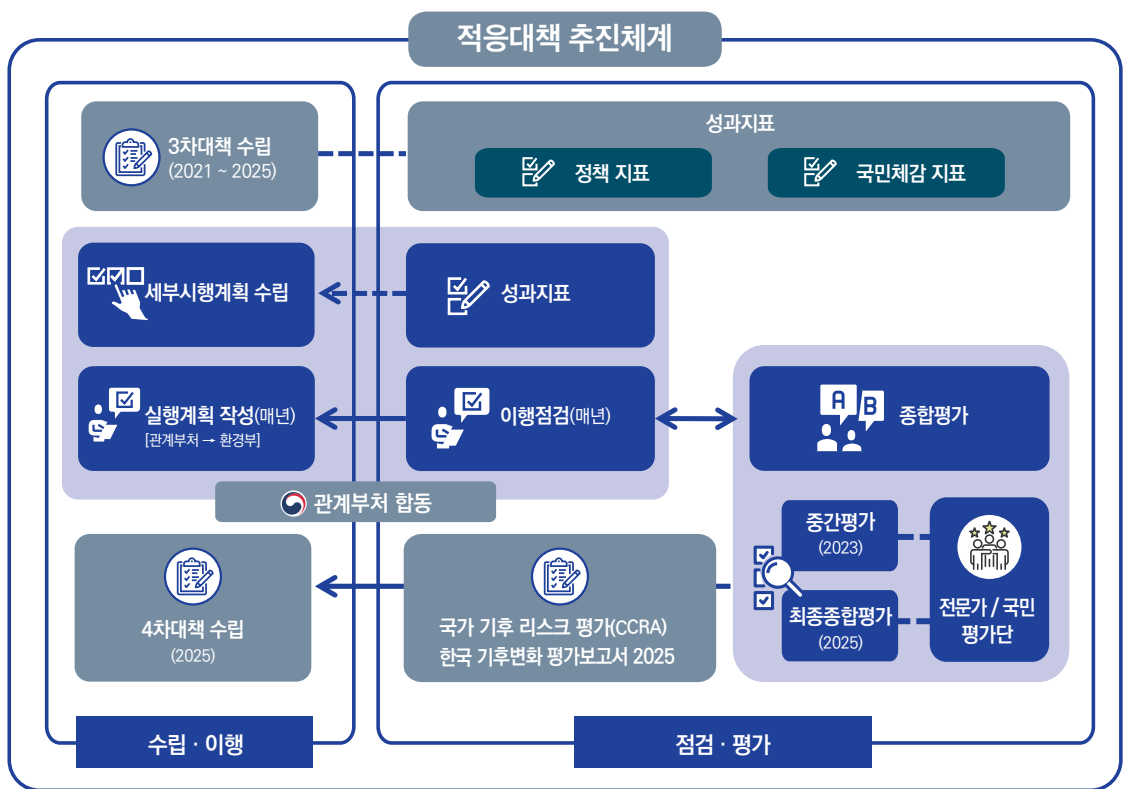 적응대책 추진체계
3차대책 수립
(2021 ~ 2025)
성과지표
정책 지표
국민체감 지표
세부시행계획 수립
성과지표
실행계획 작성(매년)
[관계부처 → 환경부]
이행점검(매년)
A
B
종합평가
관계부처 합동
중간평가
(2023)
최종종합평가
(2025)
전문가 / 국민
평가단
4차대책 수립
(2025)
국가 기후 리스크 평가(CCRA)
한국 기후변화 평가보고서 2025
수립 · 이행
점검 · 평가